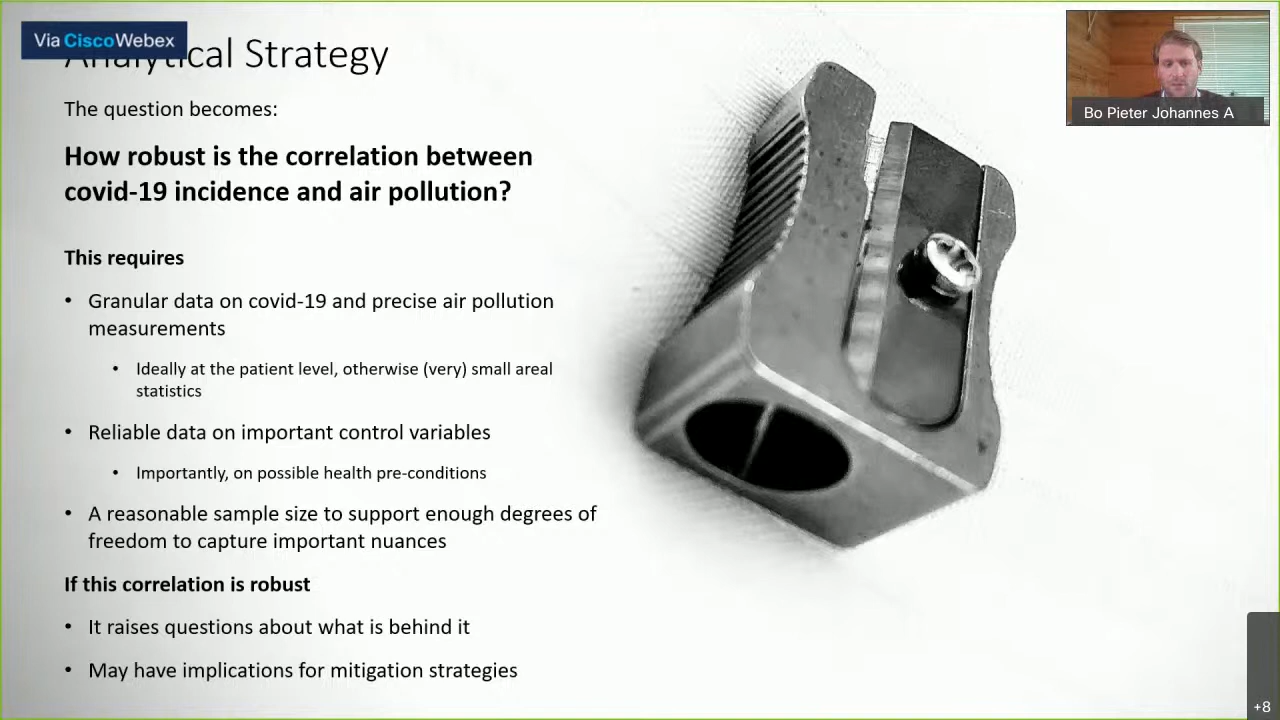 Via Cisco Webex
Analytical Strategy
The question becomes:
How robust is the correlation between
covid-19 incidence and air pollution?
This requires
• Granular data on covid-19 and precise air pollution
measurements
• Ideally at the patient level, otherwise (very) small areal
statistics
• Reliable data on important control variables
• Importantly, on possible health pre-conditions
• A reasonable sample size to support enough degrees of
freedom to capture important nuances
If this correlation is robust
• It raises questions about what is behind it
• May have implications for mitigation strategies
Bo Pieter Johannes A
+8